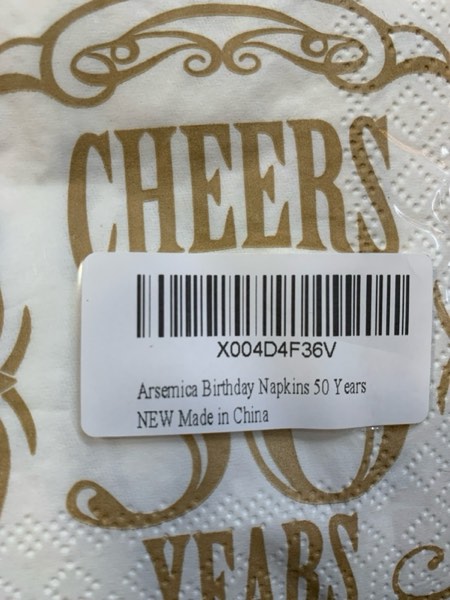 CHEERS
X004D4F36V
Arsemica Birthday Napkins 50 Years
NEW Made in China
50
YEARS